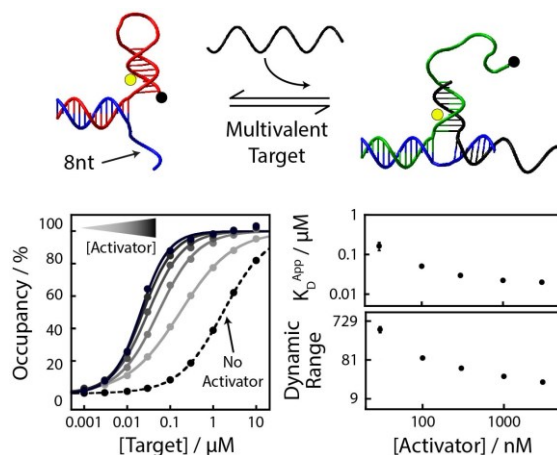 8nt
Multivalent
Target
Occupancy / %
100
80
60
40
20
0
[Activator]
No
Activator
0.001
0.01
0.1
1
10
[Target] / µM
K_D^App / µM
1
0.1
0.01
Dynamic
Range
729
81
9
100
1000
[Activator] / nM